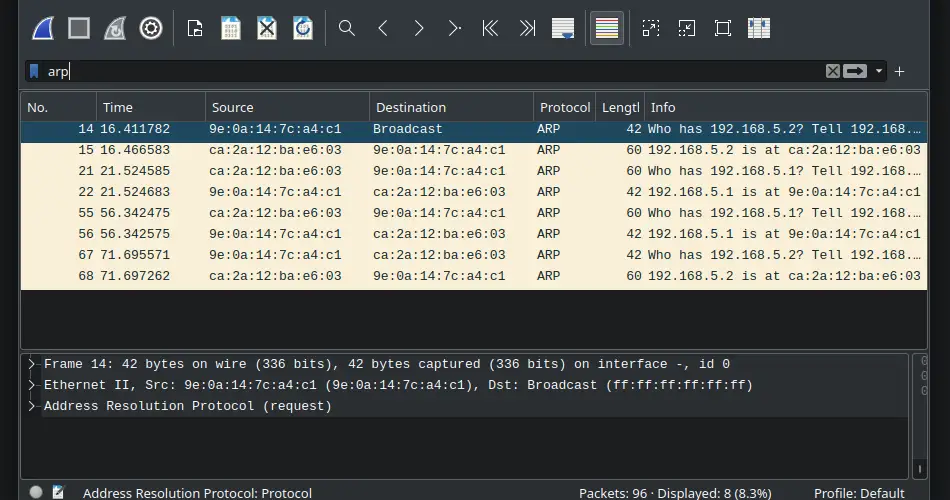 arp
No. Time Source Destination Protocol Lengtl Info
14 16.411782 9e:0a:14:7c:a4:c1 Broadcast ARP 42 Who has 192.168.5.2? Tell 192.168.…
15 16.466583 ca:2a:12:ba:e6:03 9e:0a:14:7c:a4:c1 ARP 60 192.168.5.2 is at ca:2a:12:ba:e6:03
21 21.524585 ca:2a:12:ba:e6:03 9e:0a:14:7c:a4:c1 ARP 60 Who has 192.168.5.1? Tell 192.168.…
22 21.524683 9e:0a:14:7c:a4:c1 ca:2a:12:ba:e6:03 ARP 42 192.168.5.1 is at 9e:0a:14:7c:a4:c1
55 56.342475 ca:2a:12:ba:e6:03 9e:0a:14:7c:a4:c1 ARP 60 Who has 192.168.5.1? Tell 192.168.…
56 56.342575 9e:0a:14:7c:a4:c1 ca:2a:12:ba:e6:03 ARP 42 192.168.5.1 is at 9e:0a:14:7c:a4:c1
67 71.695571 9e:0a:14:7c:a4:c1 ca:2a:12:ba:e6:03 ARP 42 Who has 192.168.5.2? Tell 192.168.…
68 71.697262 ca:2a:12:ba:e6:03 9e:0a:14:7c:a4:c1 ARP 60 192.168.5.2 is at ca:2a:12:ba:e6:03
Frame 14: 42 bytes on wire (336 bits), 42 bytes captured (336 bits) on interface -, id 0
Ethernet II, Src: 9e:0a:14:7c:a4:c1 (9e:0a:14:7c:a4:c1), Dst: Broadcast (ff:ff:ff:ff:ff:ff)
Address Resolution Protocol (request)
Address Resolution Protocol: Protocol Packets: 96 · Displayed: 8 (8.3%) Profile: Default